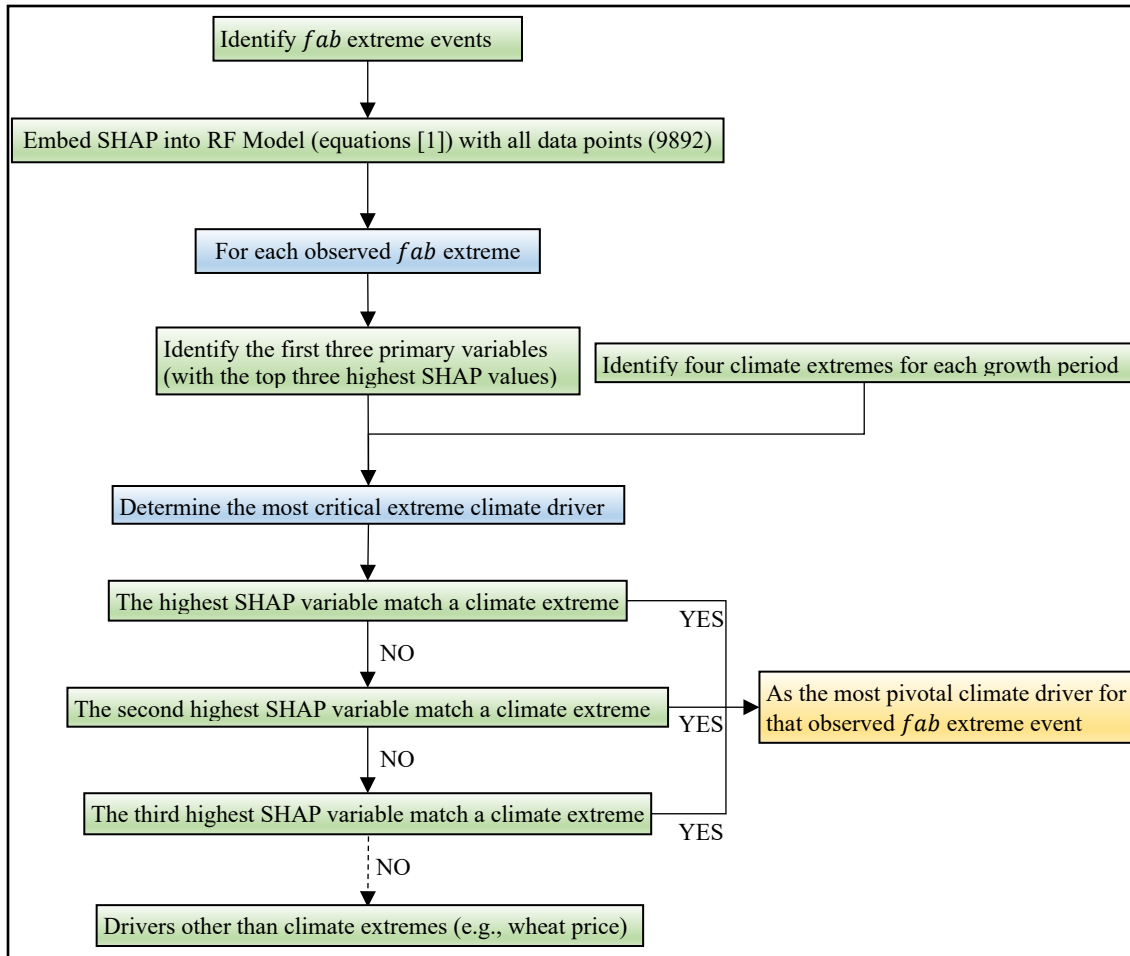 Identify fab extreme events
Embed SHAP into RF Model (equations [1]) with all data points (9892)
For each observed fab extreme
Identify the first three primary variables
(with the top three highest SHAP values)
Identify four climate extremes for each growth period
Determine the most critical extreme climate driver
The highest SHAP variable match a climate extreme
YES
NO
The second highest SHAP variable match a climate extreme
YES
As the most pivotal climate driver for
that observed fab extreme event
NO
The third highest SHAP variable match a climate extreme
YES
NO
Drivers other than climate extremes (e.g., wheat price)